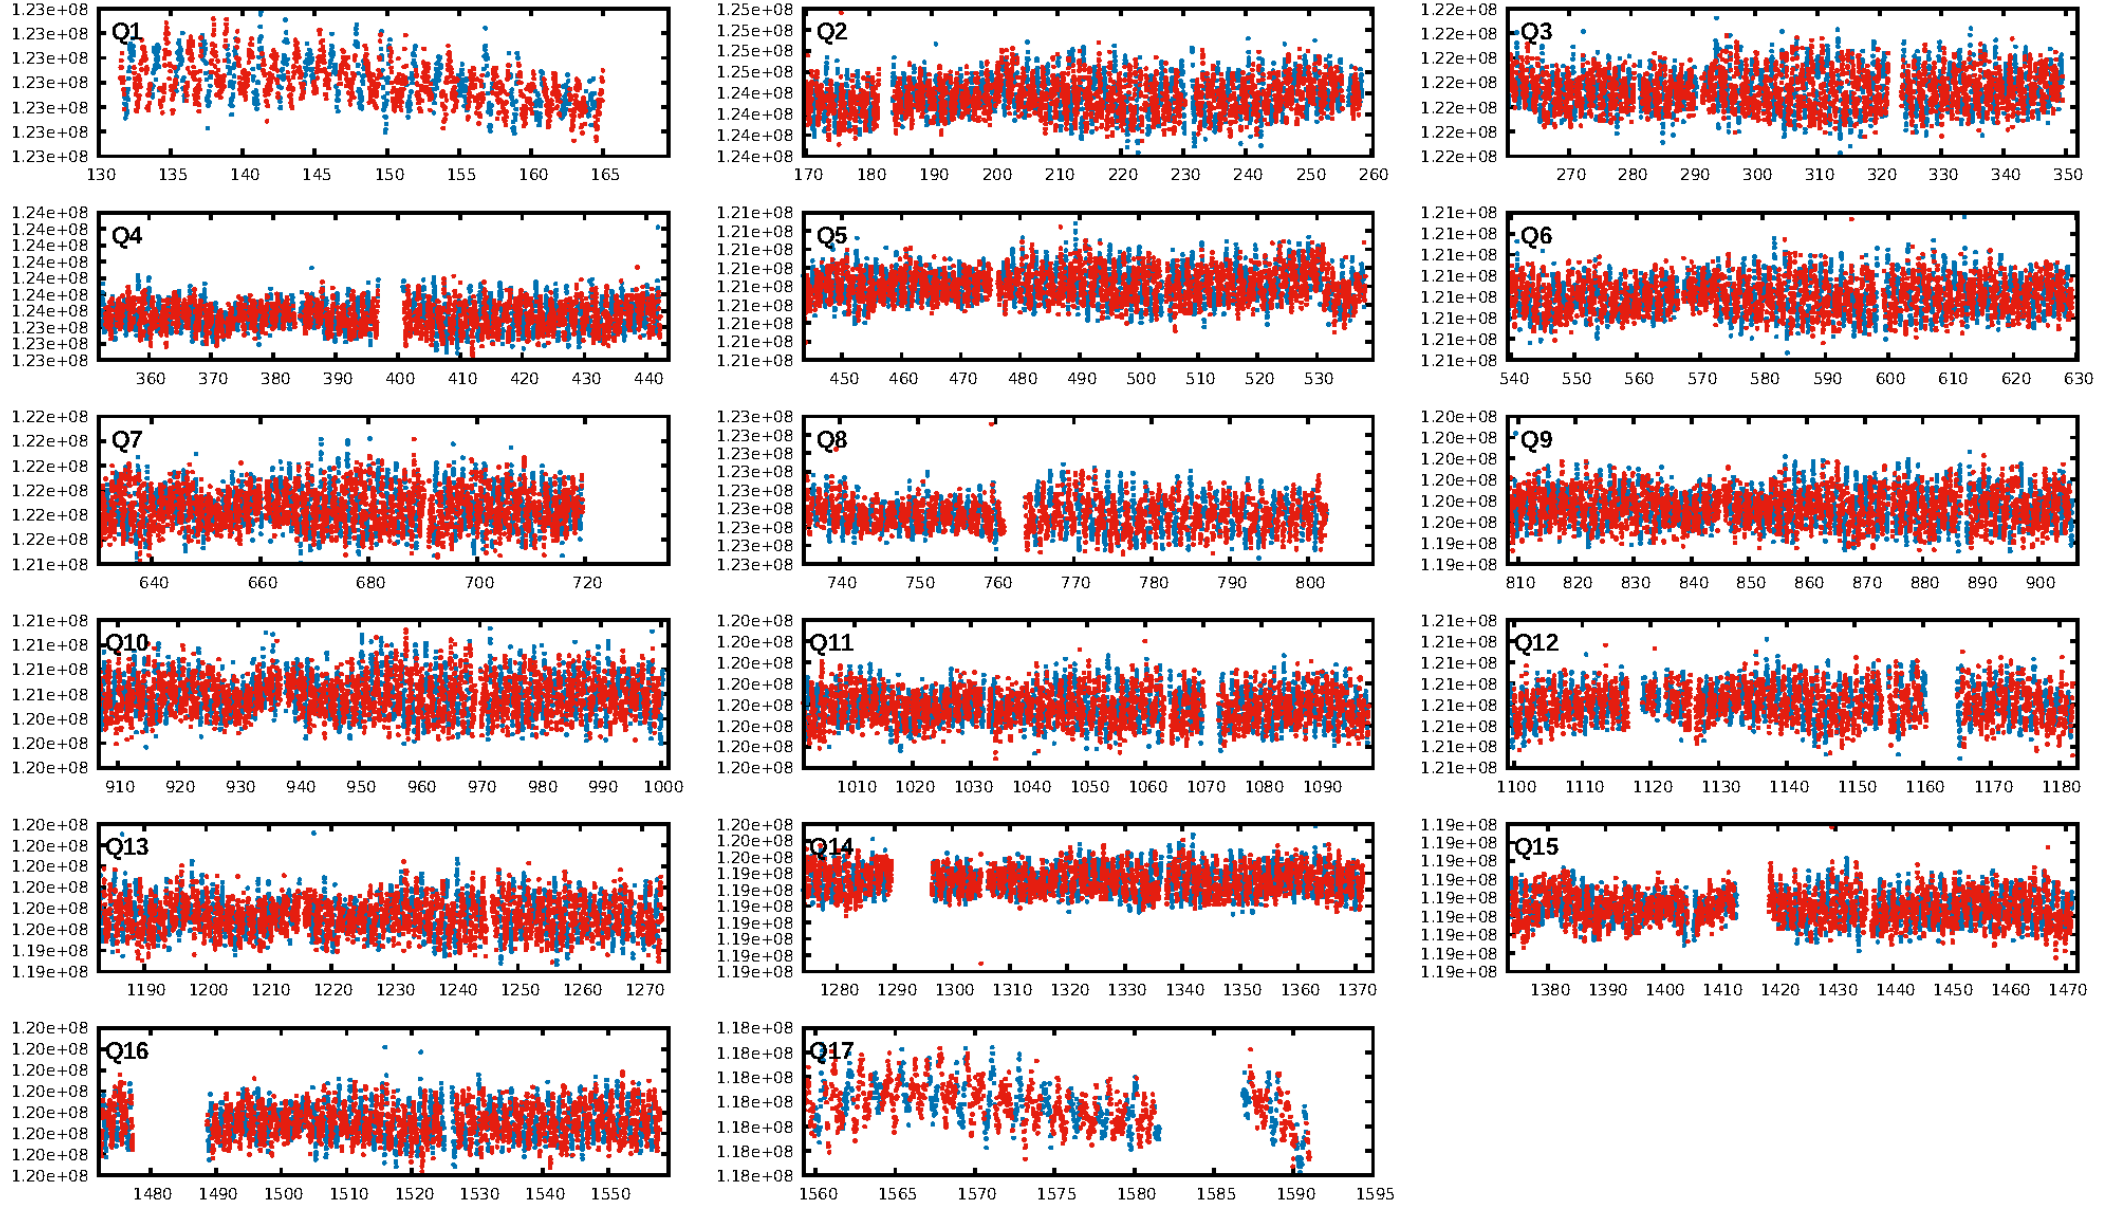 Q1
1.23e+08
1.23e+08
1.23e+08
1.23e+08
1.23e+08
1.23e+08
1.23e+08
130 135 140 145 150 155 160 165
Q2
1.25e+08
1.25e+08
1.25e+08
1.25e+08
1.24e+08
1.24e+08
1.24e+08
1.24e+08
170 180 190 200 210 220 230 240 250 260
Q3
1.22e+08
1.22e+08
1.22e+08
1.22e+08
1.22e+08
1.22e+08
1.22e+08
270 280 290 300 310 320 330 340 350
Q4
1.24e+08
1.24e+08
1.24e+08
1.24e+08
1.24e+08
1.24e+08
1.24e+08
1.23e+08
1.23e+08
1.23e+08
360 370 380 390 400 410 420 430 440
Q5
1.21e+08
1.21e+08
1.21e+08
1.21e+08
1.21e+08
1.21e+08
1.21e+08
1.21e+08
1.21e+08
450 460 470 480 490 500 510 520 530
Q6
1.21e+08
1.21e+08
1.21e+08
1.21e+08
1.21e+08
1.21e+08
1.21e+08
1.21e+08
540 550 560 570 580 590 600 610 620 630
Q7
1.22e+08
1.22e+08
1.22e+08
1.22e+08
1.22e+08
1.22e+08
1.21e+08
640 660 680 700 720
Q8
1.23e+08
1.23e+08
1.23e+08
1.23e+08
1.23e+08
1.23e+08
1.23e+08
1.23e+08
1.23e+08
740 750 760 770 780 790 800
Q9
1.20e+08
1.20e+08
1.20e+08
1.20e+08
1.20e+08
1.20e+08
1.19e+08
1.19e+08
810 820 830 840 850 860 870 880 890 900
Q10
1.21e+08
1.21e+08
1.21e+08
1.21e+08
1.20e+08
1.20e+08
1.20e+08
910 920 930 940 950 960 970 980 990 1000
Q11
1.20e+08
1.20e+08
1.20e+08
1.20e+08
1.20e+08
1.20e+08
1.20e+08
1.20e+08
1010 1020 1030 1040 1050 1060 1070 1080 1090
Q12
1.21e+08
1.21e+08
1.21e+08
1.21e+08
1.21e+08
1.21e+08
1.21e+08
1.21e+08
1100 1110 1120 1130 1140 1150 1160 1170 1180
Q13
1.20e+08
1.20e+08
1.20e+08
1.20e+08
1.20e+08
1.20e+08
1.19e+08
1.19e+08
1190 1200 1210 1220 1230 1240 1250 1260 1270
Q14
1.20e+08
1.20e+08
1.20e+08
1.19e+08
1.19e+08
1.19e+08
1.19e+08
1.19e+08
1.19e+08
1.19e+08
1280 1290 1300 1310 1320 1330 1340 1350 1360 1370
Q15
1.19e+08
1.19e+08
1.19e+08
1.19e+08
1.19e+08
1.19e+08
1.19e+08
1.19e+08
1.19e+08
1380 1390 1400 1410 1420 1430 1440 1450 1460 1470
Q16
1.20e+08
1.20e+08
1.20e+08
1.20e+08
1.20e+08
1.20e+08
1.20e+08
1.20e+08
1480 1490 1500 1510 1520 1530 1540 1550
Q17
1.18e+08
1.18e+08
1.18e+08
1.18e+08
1.18e+08
1.18e+08
1.18e+08
1560 1565 1570 1575 1580 1585 1590 1595